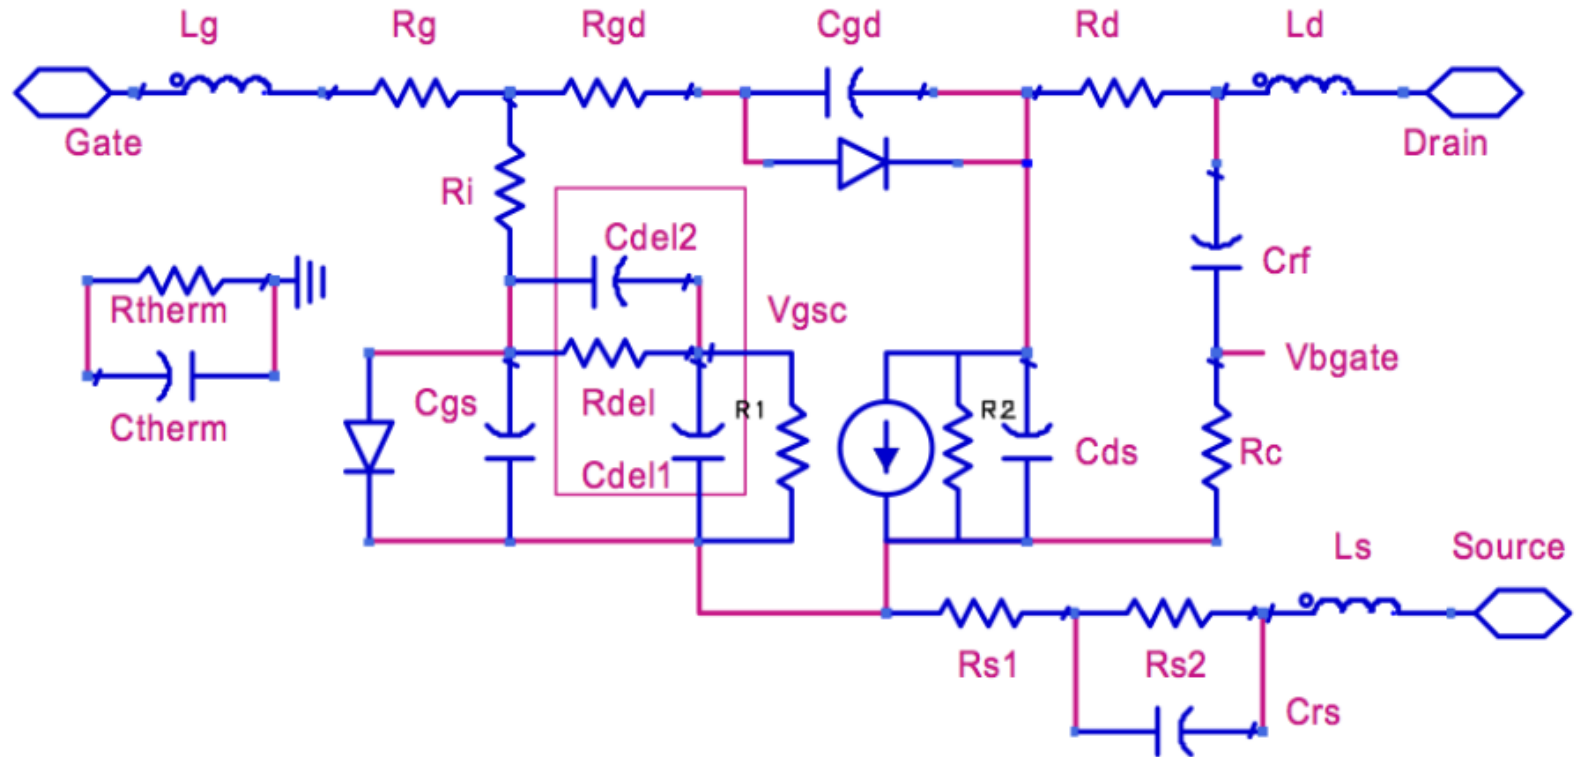 Lg
Rg
Rgd
Cgd
Rd
Ld
Gate
Drain
Ri
Cdel2
Crf
Rtherm
Vgsc
Vbgate
Cgs
Rdel
R1
R2
Ctherm
Cds
Rc
Cdel1
Ls
Source
Rs1
Rs2
Crs